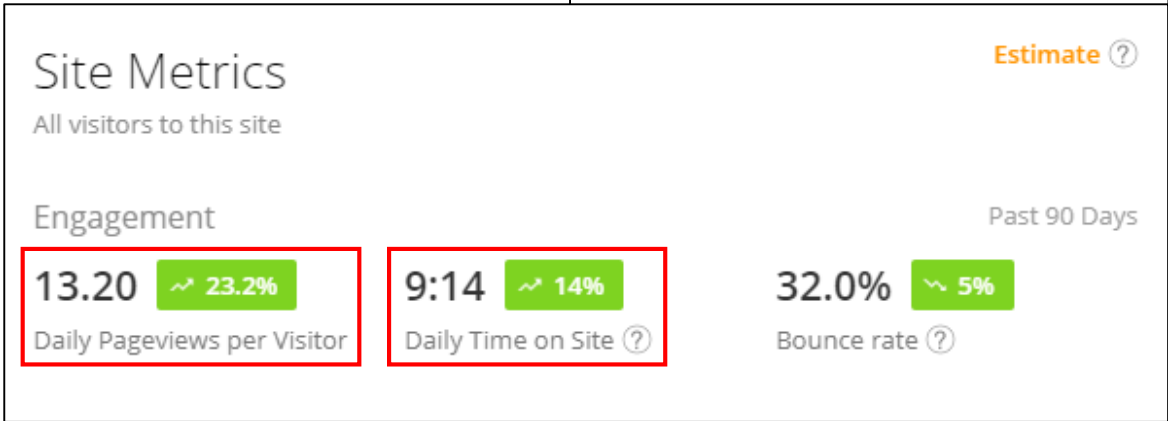 Site Metrics
Estimate ?
All visitors to this site
Engagement
Past 90 Days
13.20 23.2%
Daily Pageviews per Visitor
9:14 14%
Daily Time on Site ?
32.0% 5%
Bounce rate ?